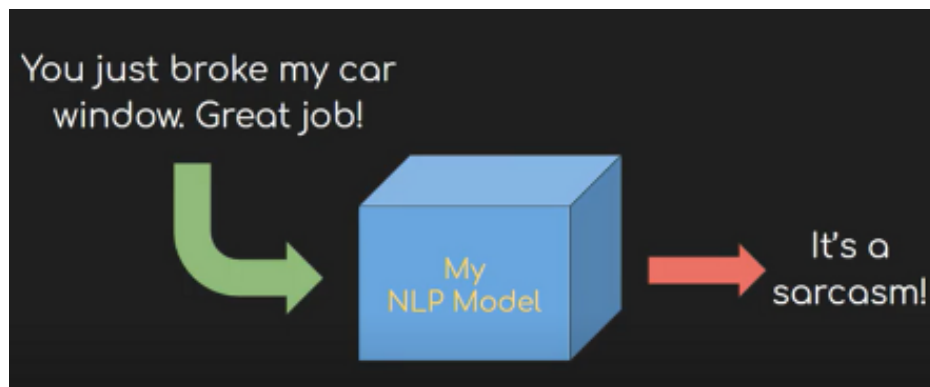 You just broke my car
window. Great job!
My
NLP Model
It's a
sarcasm!